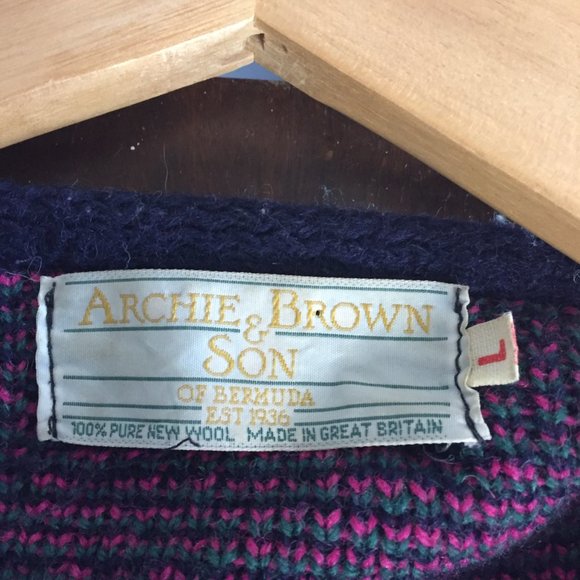 ARCHIE BROWN
&
SON
OF BERMUDA
EST 1936
100% PURE NEW WOOL MADE IN GREAT BRITAIN
L